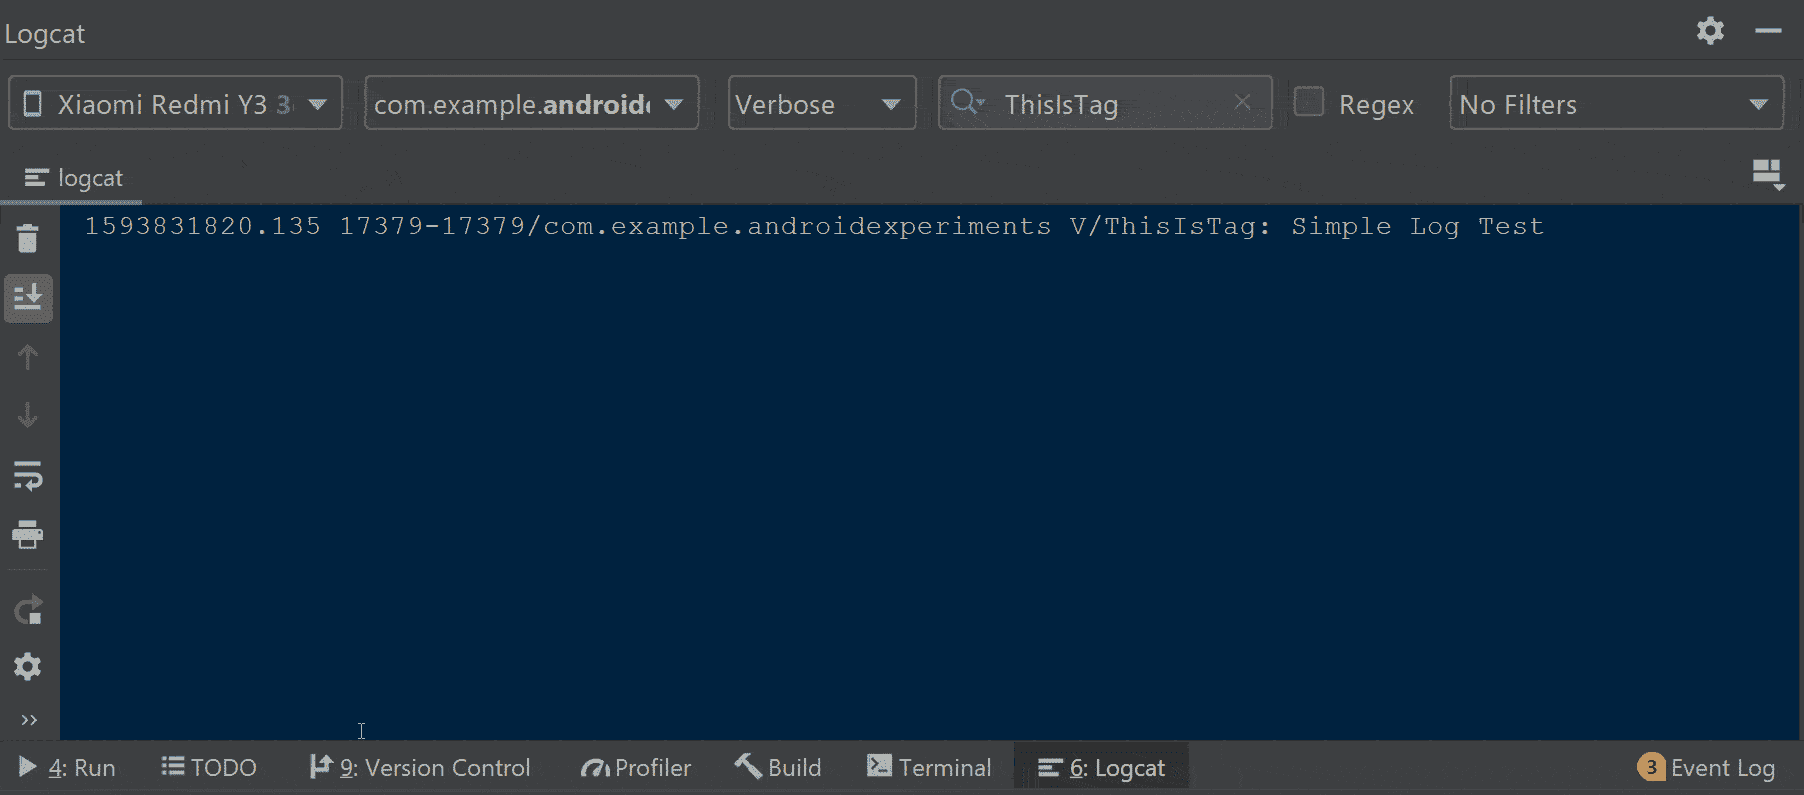 Logcat
Xiaomi Redmi Y3 3 com.example.android Verbose ThisIsTag Regex No Filters
logcat
1593831820.135 17379-17379/com.example.androidexperiments V/ThisIsTag: Simple Log Test
4: Run TODO 9: Version Control Profiler Build Terminal 6: Logcat 3 Event Log